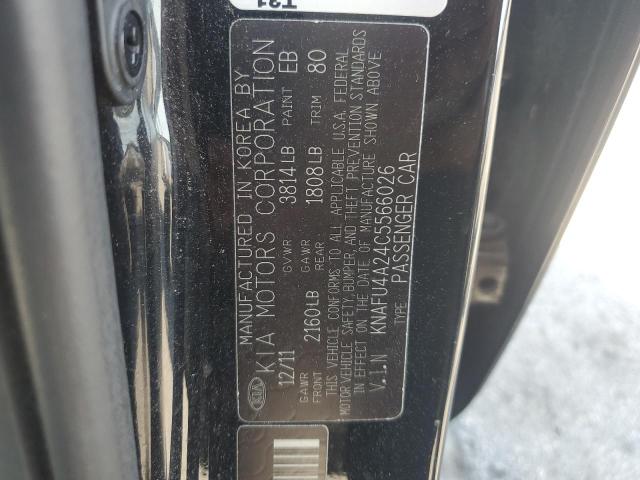 T21
KIA
MANUFACTURED IN KOREA BY
KIA MOTORS CORPORATION
12/11 GVWR 3814LB PAINT EB
GAWR FRONT 2160LB GAWR REAR 1808LB TRIM 80
THIS VEHICLE CONFORMS TO ALL APPLICABLE U.S.A. FEDERAL
MOTOR VEHICLE SAFETY, BUMPER, AND THEFT PREVENTION STANDARDS
IN EFFECT ON THE DATE OF MANUFACTURE SHOWN ABOVE
V.I.N KNAFU4A24C5566026
TYPE PASSENGER CAR